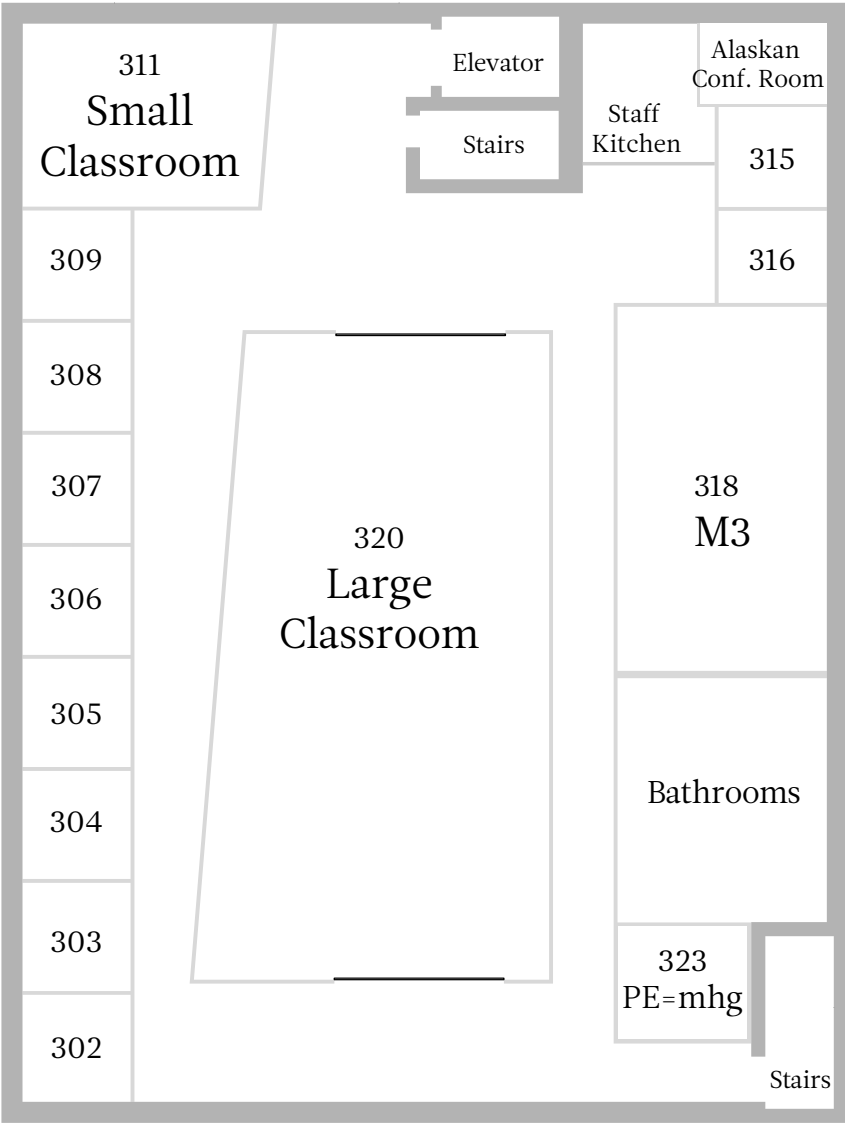 311
Small
Classroom
Elevator
Stairs
Staff
Kitchen
Alaskan
Conf. Room
315
316
309
308
307
306
305
304
303
302
320
Large
Classroom
318
M3
Bathrooms
323
PE=mhg
Stairs